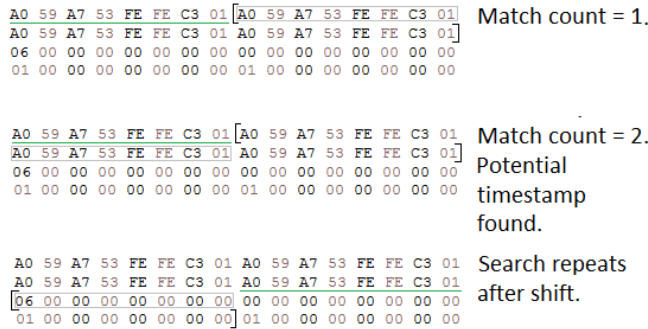 A0 59 A7 53 FE FE C3 01 [A0 59 A7 53 FE FE C3 01 Match count = 1.
A0 59 A7 53 FE FE C3 01 A0 59 A7 53 FE FE C3 01]
06 00 00 00 00 00 00 00 00 00 00 00 00 00 00 00
01 00 00 00 00 00 00 00 01 00 00 00 00 00 00 00
A0 59 A7 53 FE FE C3 01 [A0 59 A7 53 FE FE C3 01 Match count = 2.
A0 59 A7 53 FE FE C3 01 A0 59 A7 53 FE FE C3 01] Potential
06 00 00 00 00 00 00 00 00 00 00 00 00 00 00 00 timestamp
01 00 00 00 00 00 00 00 01 00 00 00 00 00 00 00 found.
A0 59 A7 53 FE FE C3 01 A0 59 A7 53 FE FE C3 01 Search repeats
A0 59 A7 53 FE FE C3 01 A0 59 A7 53 FE FE C3 01 after shift.
[06 00 00 00 00 00 00 00 00 00 00 00 00 00 00 00
01 00 00 00 00 00 00 00] 01 00 00 00 00 00 00 00